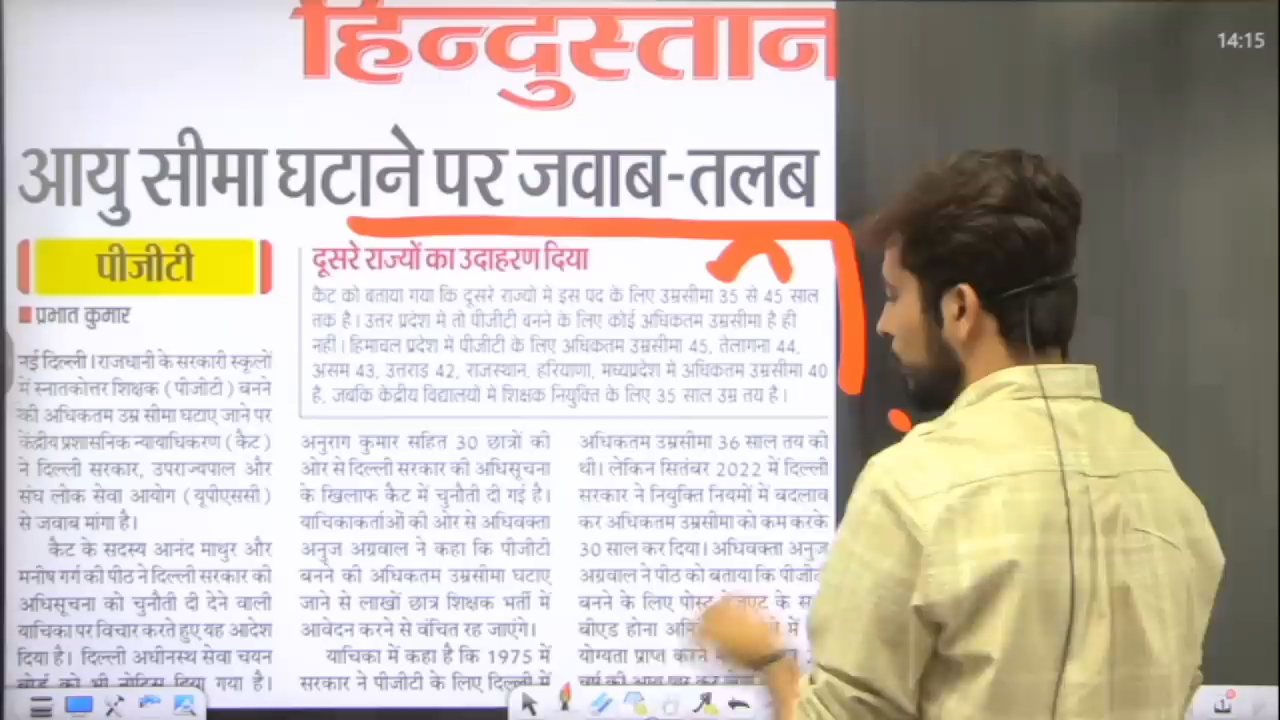 हिन्दुस्तान
14:15
आयु सीमा घटाने पर जवाब-तलब
पीजीटी
प्रभात कुमार
नई दिल्ली। राजधानी के सरकारी स्कूलों
में स्नातकोत्तर शिक्षक (पीजीटी) बनने
की अधिकतम उम्र सीमा घटाए जाने पर
केंद्रीय प्रशासनिक न्यायाधिकरण (कैट)
ने दिल्ली सरकार, उपराज्यपाल और
संघ लोक सेवा आयोग (यूपीएससी)
से जवाब मांगा है।
कैट के सदस्य आनंद माथुर और
मनीष गर्ग की पीठ ने दिल्ली सरकार की
अधिसूचना को चुनौती दी देने वाली
याचिका पर विचार करते हुए यह आदेश
दिया है। दिल्ली अधीनस्थ सेवा चयन
बोर्ड को भी नोटिस दिया गया है।
दूसरे राज्यों का उदाहरण दिया
कैट को बताया गया कि दूसरे राज्यो मे इस पद के लिए उम्रसीमा 35 से 45 साल
तक है। उत्तर प्रदेश मे तो पीजीटी बनने के लिए कोई अधिकतम उम्रसीमा है ही
नही। हिमाचल प्रदेश मे पीजीटी के लिए अधिकतम उम्रसीमा 45, तेलागना 44,
असम 43, उत्तराड 42, राजस्थान, हरियाणा, मध्यप्रदेश मे अधिकतम उम्रसीमा 40
है, जबकि केद्रीय विद्यालयो मे शिक्षक नियुक्ति के लिए 35 साल उम्र तय है।
अनुराग कुमार सहित 30 छात्रों की
ओर से दिल्ली सरकार की अधिसूचना
के खिलाफ कैट में चुनौती दी गई है।
याचिकाकर्ताओं की ओर से अधिवक्ता
अनुज अग्रवाल ने कहा कि पीजीटी
बनने की अधिकतम उम्रसीमा घटाए
जाने से लाखों छात्र शिक्षक भर्ती में
आवेदन करने से वंचित रह जाएंगे।
याचिका में कहा है कि 1975 में
सरकार ने पीजीटी के लिए दिल्ली में
अधिकतम उम्रसीमा 36 साल तय की
थी। लेकिन सितंबर 2022 में दिल्ली
सरकार ने नियुक्ति नियमों में बदलाव
कर अधिकतम उम्रसीमा को कम करके
30 साल कर दिया। अधिवक्ता अनुज
अग्रवाल ने पीठ को बताया कि पीजीटी
बनने के लिए पोस्ट के
बीएड होना में
योग्यता प्राप्त करने